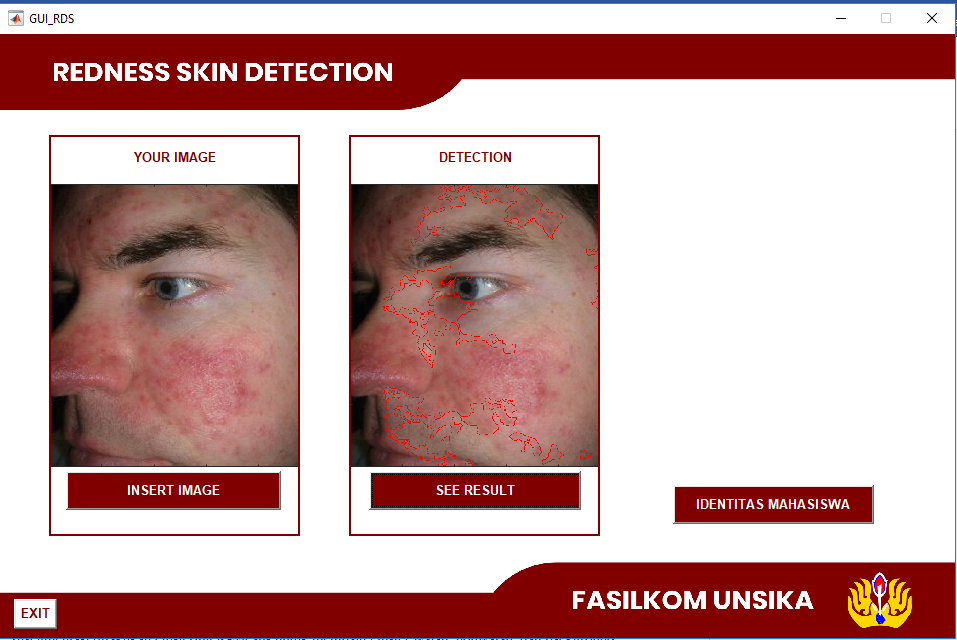 GUI_RDS
REDNESS SKIN DETECTION
YOUR IMAGE
DETECTION
INSERT IMAGE
SEE RESULT
IDENTITAS MAHASISWA
FASILKOM UNSIKA
EXIT